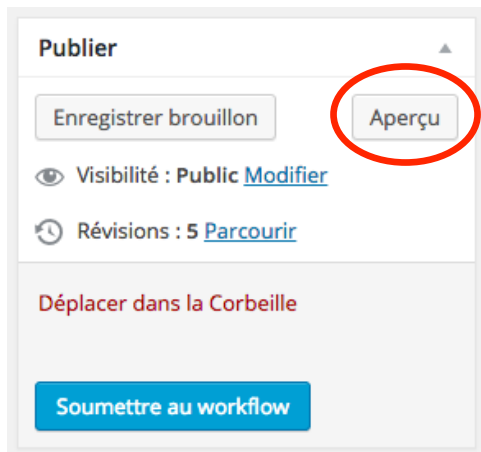 Publier
Enregistrer brouillon Aperçu
Visibilité : Public Modifier
Révisions : 5 Parcourir
Déplacer dans la Corbeille
Soumettre au workflow